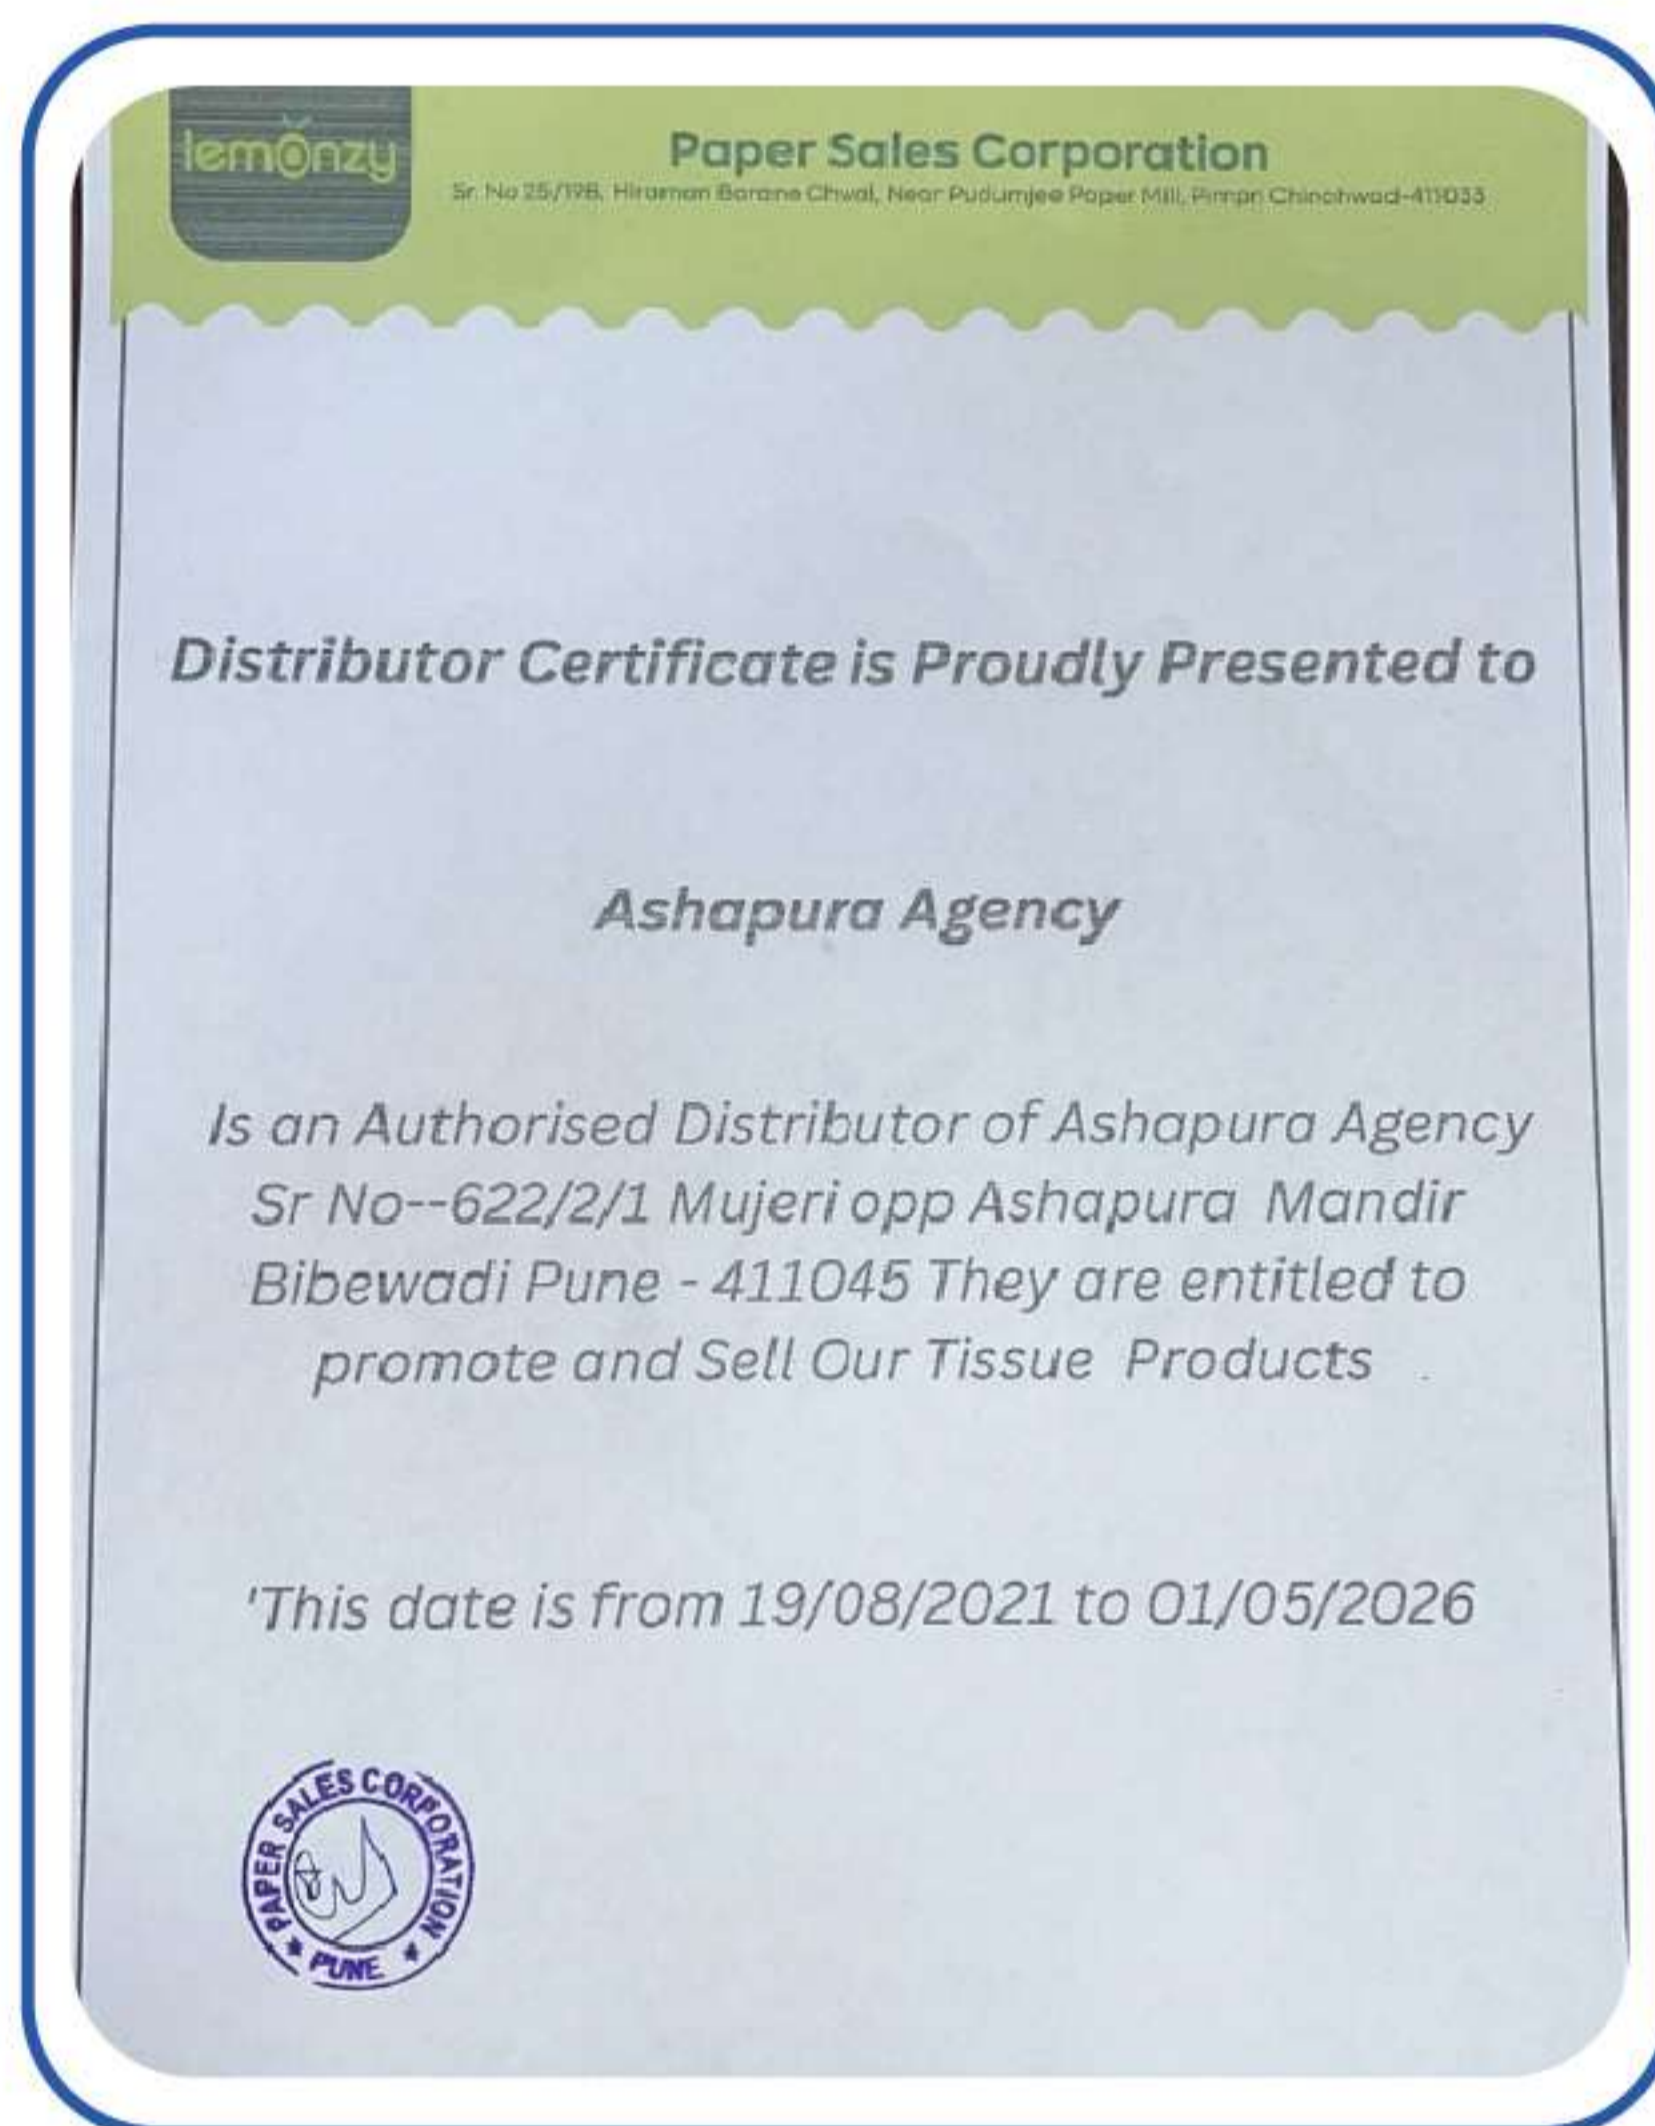 lemonzy
Paper Sales Corporation
Sr. No 25/19B, Hiraman Barane Chwal, Near Pudumjee Paper Mill, Pimpri Chinchwad-411033
Distributor Certificate is Proudly Presented to
Ashapura Agency
Is an Authorised Distributor of Ashapura Agency
Sr No--622/2/1 Mujeri opp Ashapura Mandir
Bibewadi Pune - 411045 They are entitled to
promote and Sell Our Tissue Products .
'This date is from 19/08/2021 to 01/05/2026
PAPER SALES CORPORATION
PUNE